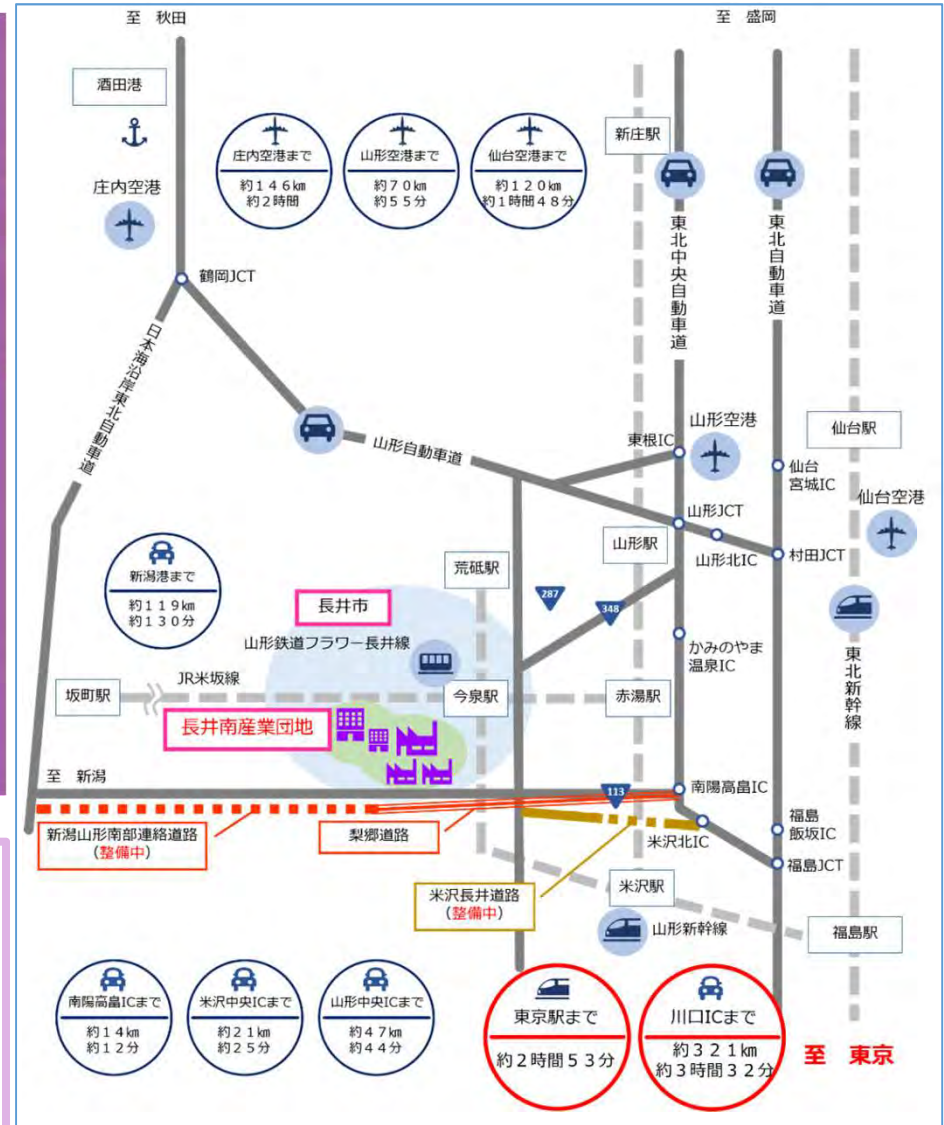 至　秋田
至　盛岡
酒田港
新庄駅
庄内空港まで
約１４６㎞
約２時間
山形空港まで
約７０㎞
約５５分
仙台空港まで
約１２０㎞
約１時間４８分
庄内空港
東北中央自動車道
東北自動車道
鶴岡JCT
日本海沿岸東北自動車道
山形自動車道
東根IC
山形空港
仙台駅
仙台
宮城IC
仙台空港
山形JCT
山形駅
山形北IC
村田JCT
新潟港まで
約１１９㎞
約１３０分
荒砥駅
287
348
長井市
山形鉄道フラワー長井線
かみのやま
温泉IC
東北新幹線
JR米坂線
坂町駅
今泉駅
赤湯駅
長井南産業団地
至　新潟
113
南陽高畠IC
新潟山形南部連絡道路
（整備中）
梨郷道路
米沢北IC
福島
飯坂IC
福島JCT
米沢長井道路
（整備中）
米沢駅
山形新幹線
福島駅
南陽高畠ICまで
約１４㎞
約１２分
米沢中央ICまで
約２１㎞
約２５分
山形中央ICまで
約４７㎞
約４４分
東京駅まで
約２時間５３分
川口ICまで
約３２１㎞
約３時間３２分
至　東京